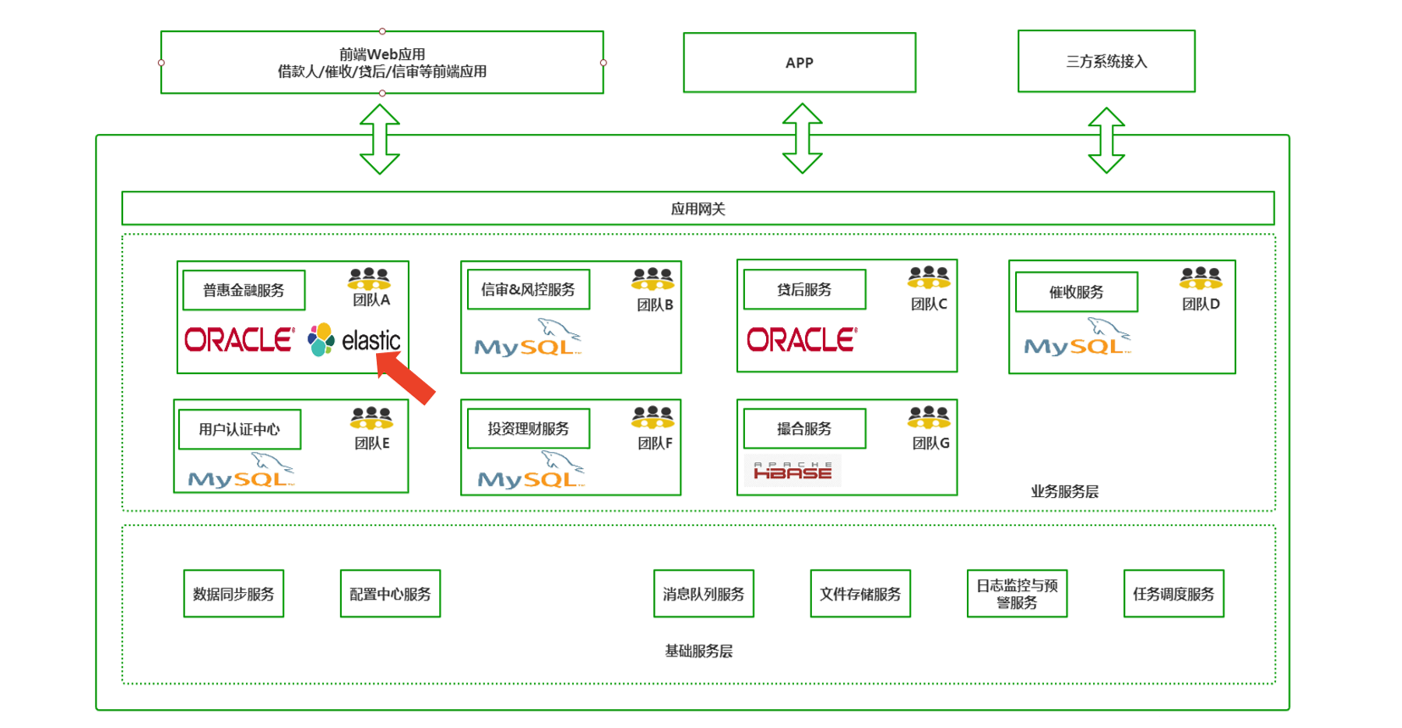 前端Web应用
借款人/催收/贷后/信审等前端应用
APP
三方系统接入
应用网关
普惠金融服务
团队A
ORACLE
elastic
信审&风控服务
团队B
MySQL
贷后服务
团队C
ORACLE
催收服务
团队D
MySQL
用户认证中心
团队E
MySQL
投资理财服务
团队F
MySQL
撮合服务
团队G
APACHE
HBASE
业务服务层
数据同步服务
配置中心服务
消息队列服务
文件存储服务
日志监控与预
警服务
任务调度服务
基础服务层